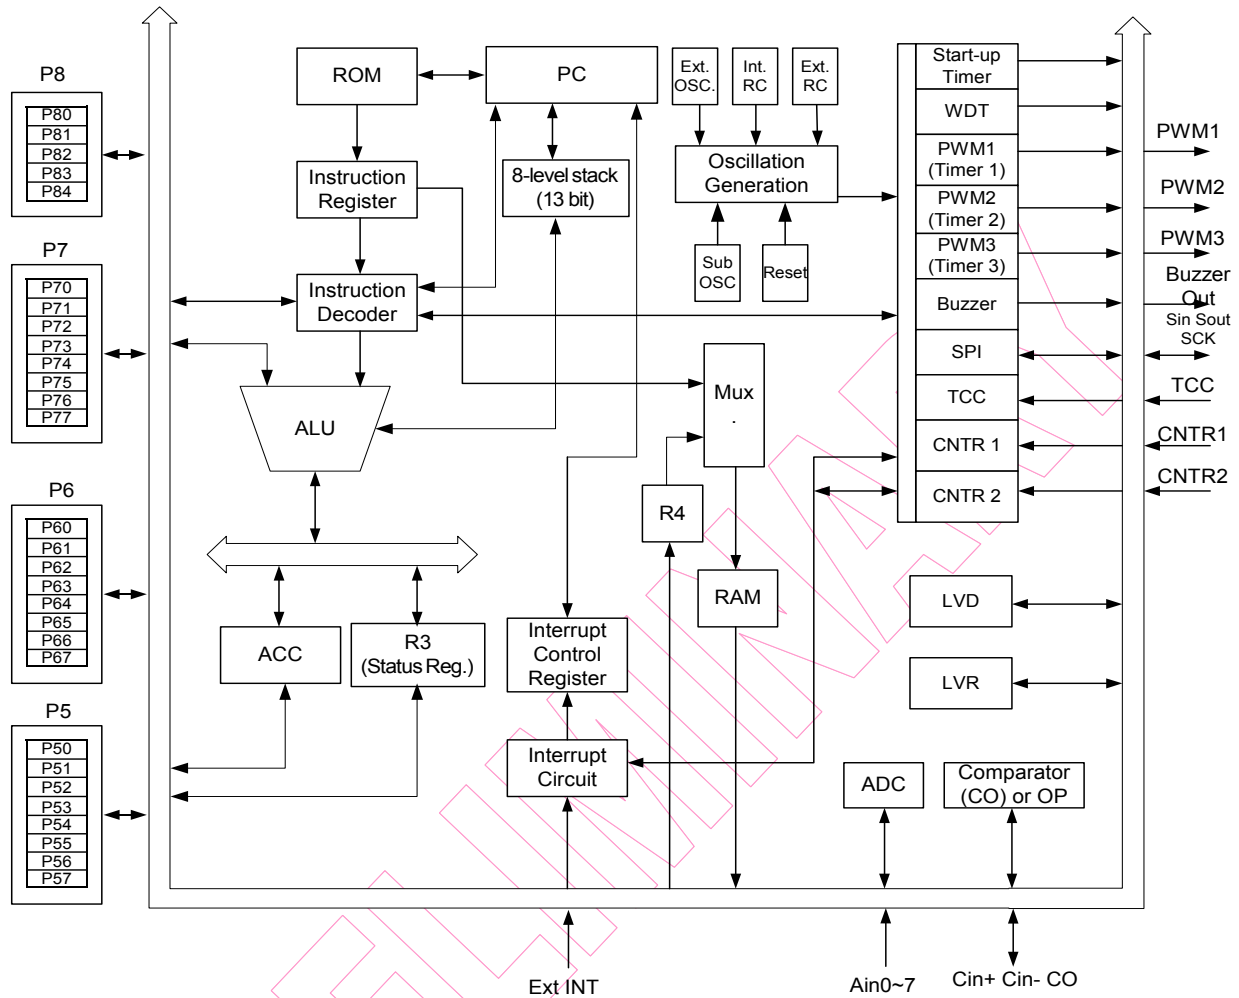 P8
P80
P81
P82
P83
P84
P7
P70
P71
P72
P73
P74
P75
P76
P77
P6
P60
P61
P62
P63
P64
P65
P66
P67
P5
P50
P51
P52
P53
P54
P55
P56
P57
ROM
PC
Instruction
Register
8-level stack
(13 bit)
Instruction
Decoder
ALU
ACC
R3
(Status Reg.)
Interrupt
Control
Register
Interrupt
Circuit
Ext INT
Ext.
OSC.
Int.
RC
Ext.
RC
Oscillation
Generation
Sub
OSC
Reset
Mux
.
R4
RAM
Start-up
Timer
WDT
PWM1
(Timer 1)
PWM2
(Timer 2)
PWM3
(Timer 3)
Buzzer
SPI
TCC
CNTR 1
CNTR 2
LVD
LVR
ADC
Comparator
(CO) or OP
Ain0~7
Cin+ Cin- CO
PWM1
PWM2
PWM3
Buzzer
Out
Sin Sout
SCK
TCC
CNTR1
CNTR2